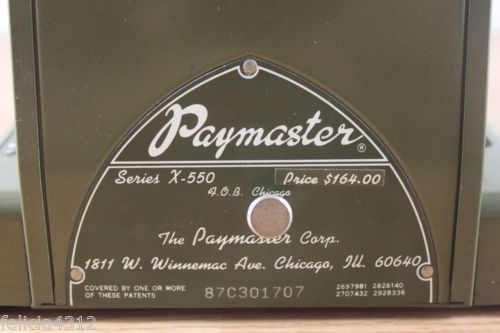 Paymaster®
Series X-550 Price $164.00
F.O.B. Chicago
The Paymaster Corp.
1811 W. Winnemac Ave. Chicago, Ill. 60640
COVERED BY ONE OR MORE
OF THESE PATENTS
87C301707
2697981 2826140
2707432 2928336
felicia4312